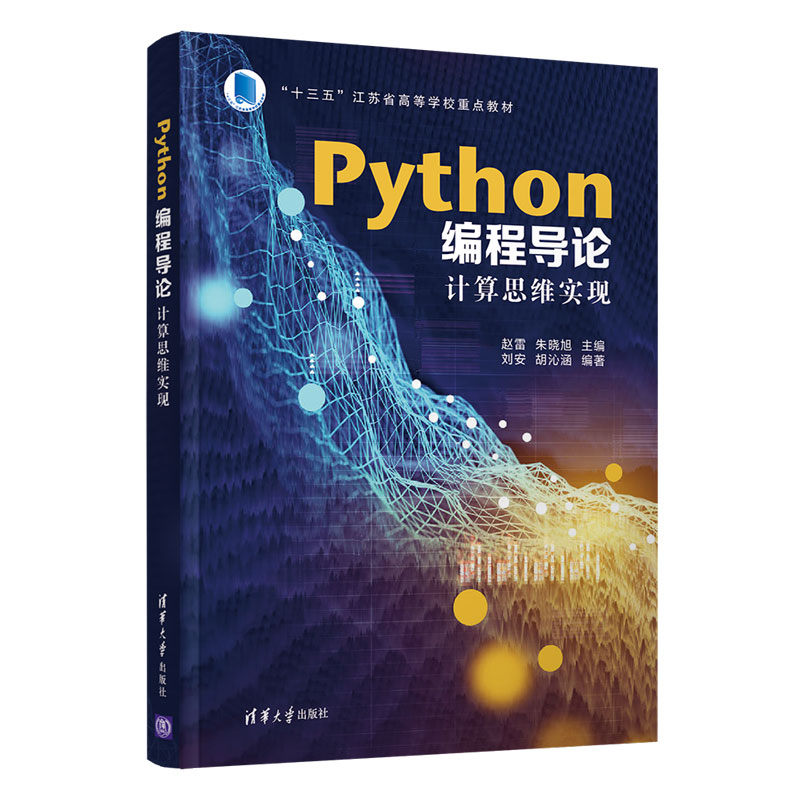 “十三五”江苏省高等学校重点教材
Python
编程导论
计算思维实现
赵雷 朱晓旭 主编
刘安 胡沁涵 编著
清华大学出版社
Python 编程导论 计算思维实现
清华大学出版社